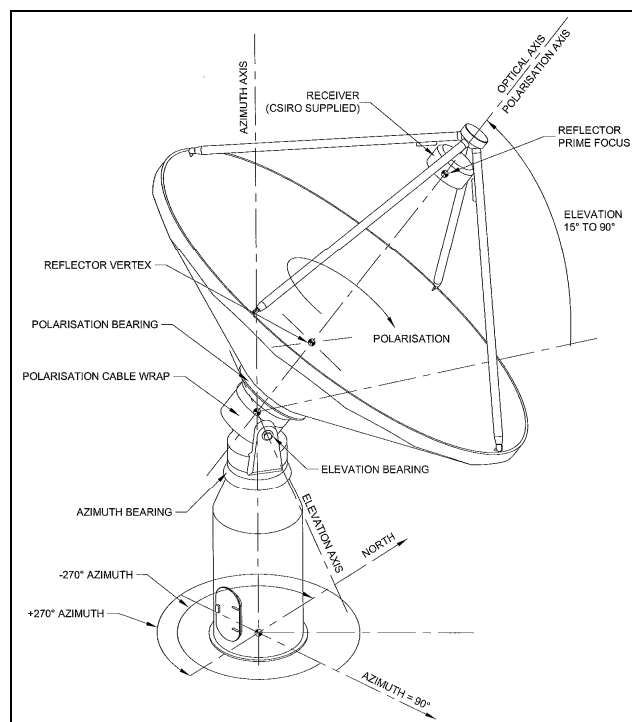 OPTICAL AXIS
POLARISATION AXIS
AZIMUTH AXIS
RECEIVER
(CSIRO SUPPLIED)
REFLECTOR
PRIME FOCUS
ELEVATION
15° TO 90°
REFLECTOR VERTEX
POLARISATION BEARING
POLARISATION
POLARISATION CABLE WRAP
ELEVATION BEARING
AZIMUTH BEARING
ELEVATION AXIS
NORTH
-270° AZIMUTH
+270° AZIMUTH
AZIMUTH = 90°